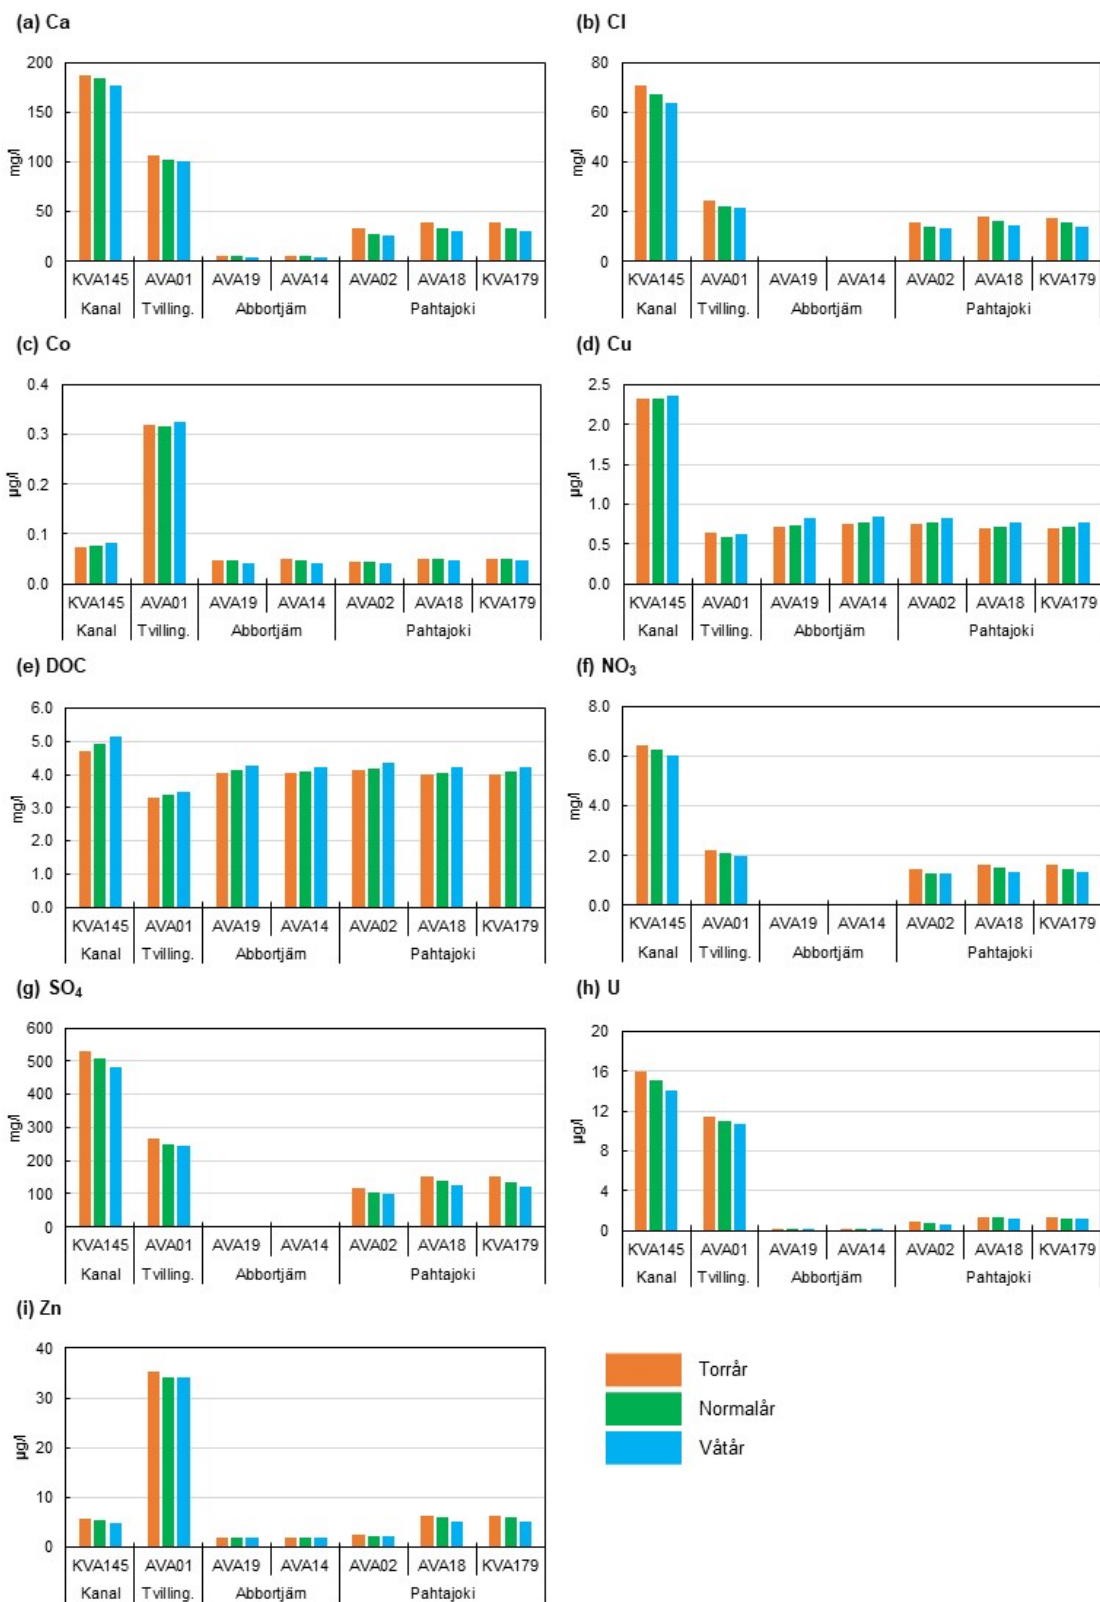 (a) Ca
200
150
100
50
0
mg/l
KVA145 AVA01 AVA19 AVA14 AVA02 AVA18 KVA179
Kanal Tvilling. Abbortjärn Pahtajoki
(b) Cl
80
60
40
20
0
mg/l
KVA145 AVA01 AVA19 AVA14 AVA02 AVA18 KVA179
Kanal Tvilling. Abbortjärn Pahtajoki
(c) Co
0.4
0.3
0.2
0.1
0.0
µg/l
KVA145 AVA01 AVA19 AVA14 AVA02 AVA18 KVA179
Kanal Tvilling. Abbortjärn Pahtajoki
(d) Cu
2.5
2.0
1.5
1.0
0.5
0.0
µg/l
KVA145 AVA01 AVA19 AVA14 AVA02 AVA18 KVA179
Kanal Tvilling. Abbortjärn Pahtajoki
(e) DOC
6.0
5.0
4.0
3.0
2.0
1.0
0.0
mg/l
KVA145 AVA01 AVA19 AVA14 AVA02 AVA18 KVA179
Kanal Tvilling. Abbortjärn Pahtajoki
(f) NO₃
8.0
6.0
4.0
2.0
0.0
mg/l
KVA145 AVA01 AVA19 AVA14 AVA02 AVA18 KVA179
Kanal Tvilling. Abbortjärn Pahtajoki
(g) SO₄
600
500
400
300
200
100
0
mg/l
KVA145 AVA01 AVA19 AVA14 AVA02 AVA18 KVA179
Kanal Tvilling. Abbortjärn Pahtajoki
(h) U
20
16
12
8
4
0
µg/l
KVA145 AVA01 AVA19 AVA14 AVA02 AVA18 KVA179
Kanal Tvilling. Abbortjärn Pahtajoki
(i) Zn
40
30
20
10
0
µg/l
KVA145 AVA01 AVA19 AVA14 AVA02 AVA18 KVA179
Kanal Tvilling. Abbortjärn Pahtajoki
Torrår
Normalår
Våtår